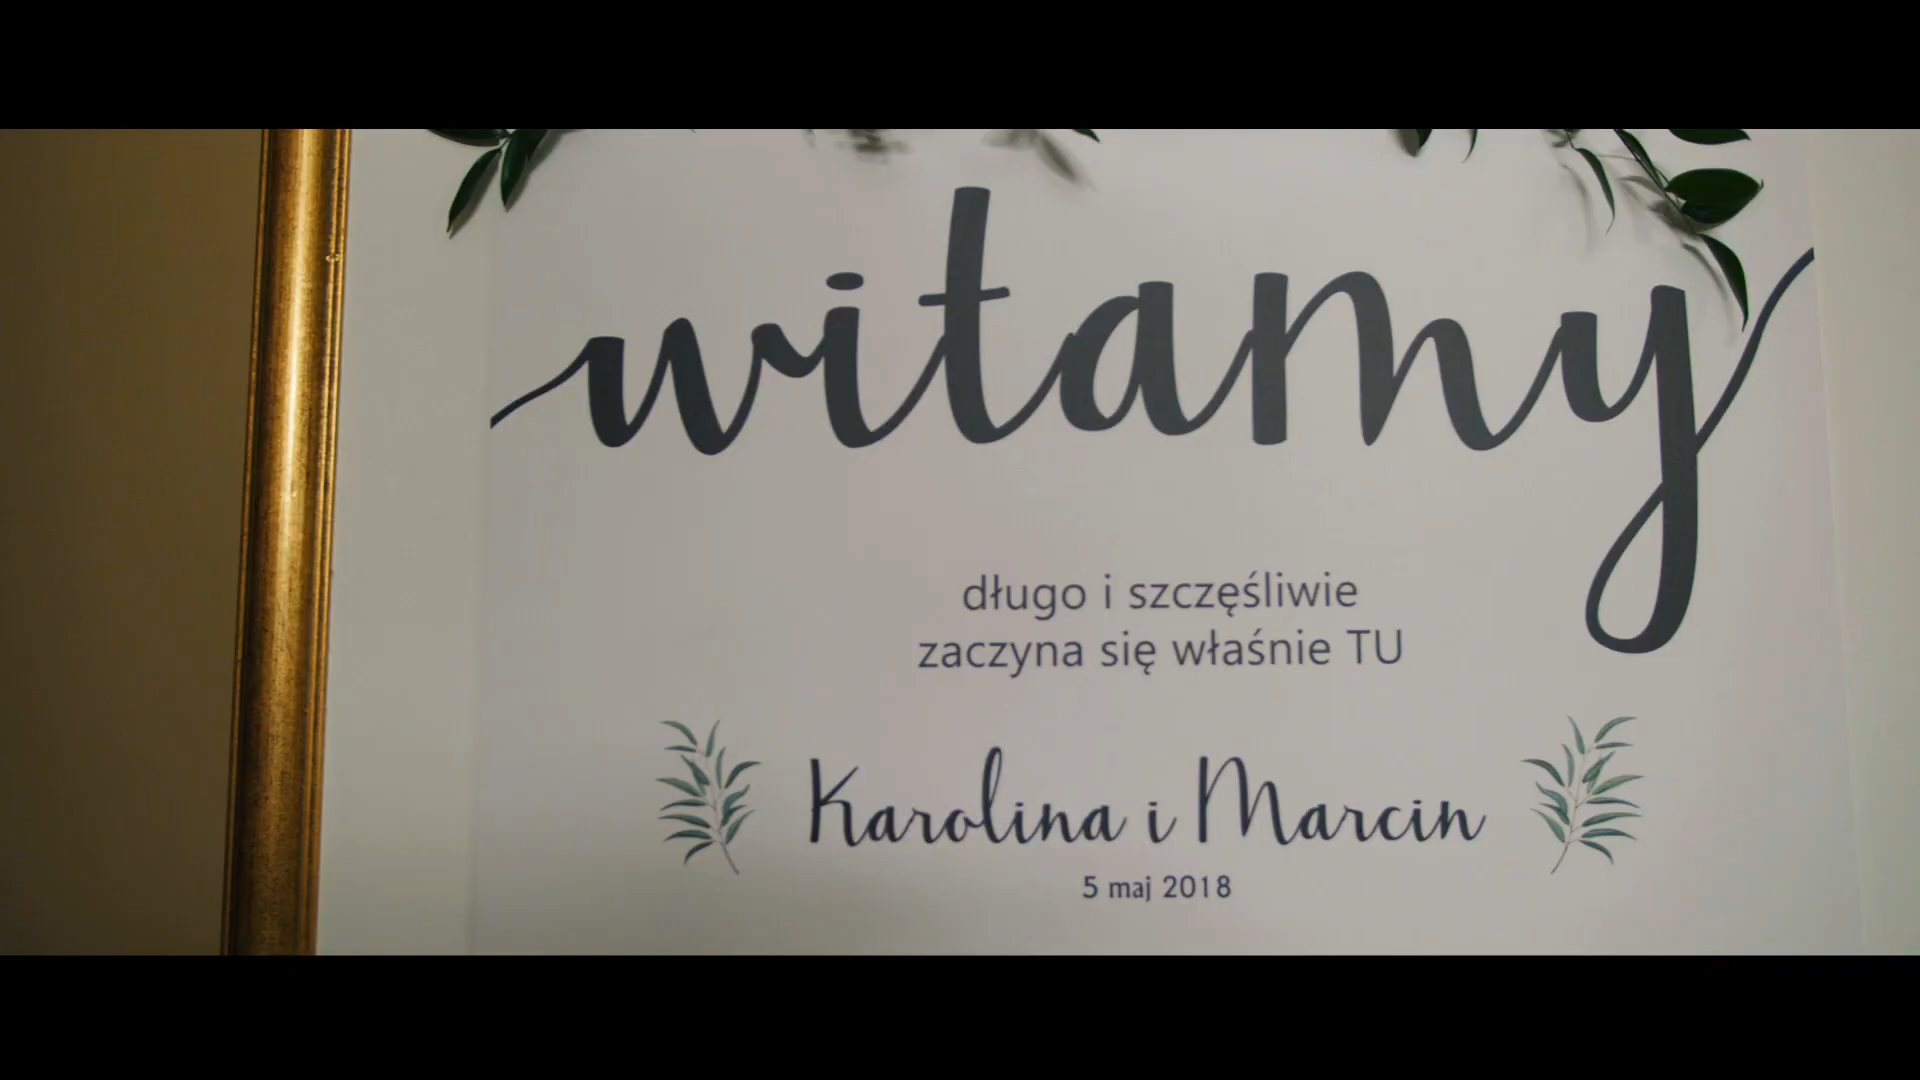 witamy
długo i szczęśliwie
zaczyna się właśnie TU
Karolina i Marcin
5 maj 2018